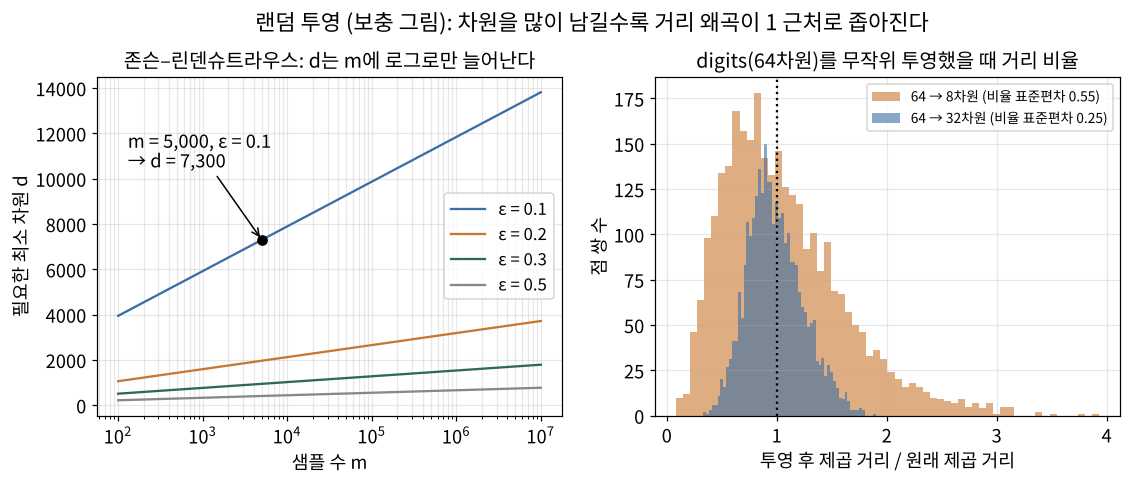 랜덤 투영 (보충 그림): 차원을 많이 남길수록 거리 왜곡이 1 근처로 좁아진다
존슨–린덴슈트라우스: d는 m에 로그로만 늘어난다
14000
12000
10000
8000
6000
4000
2000
0
필요한 최소 차원 d
m = 5,000, ε = 0.1
→ d = 7,300
ε = 0.1
ε = 0.2
ε = 0.3
ε = 0.5
10² 10³ 10⁴ 10⁵ 10⁶ 10⁷
샘플 수 m
digits(64차원)를 무작위 투영했을 때 거리 비율
175
150
125
100
75
50
25
0
점 쌍 수
64 → 8차원 (비율 표준편차 0.55)
64 → 32차원 (비율 표준편차 0.25)
0 1 2 3 4
투영 후 제곱 거리 / 원래 제곱 거리